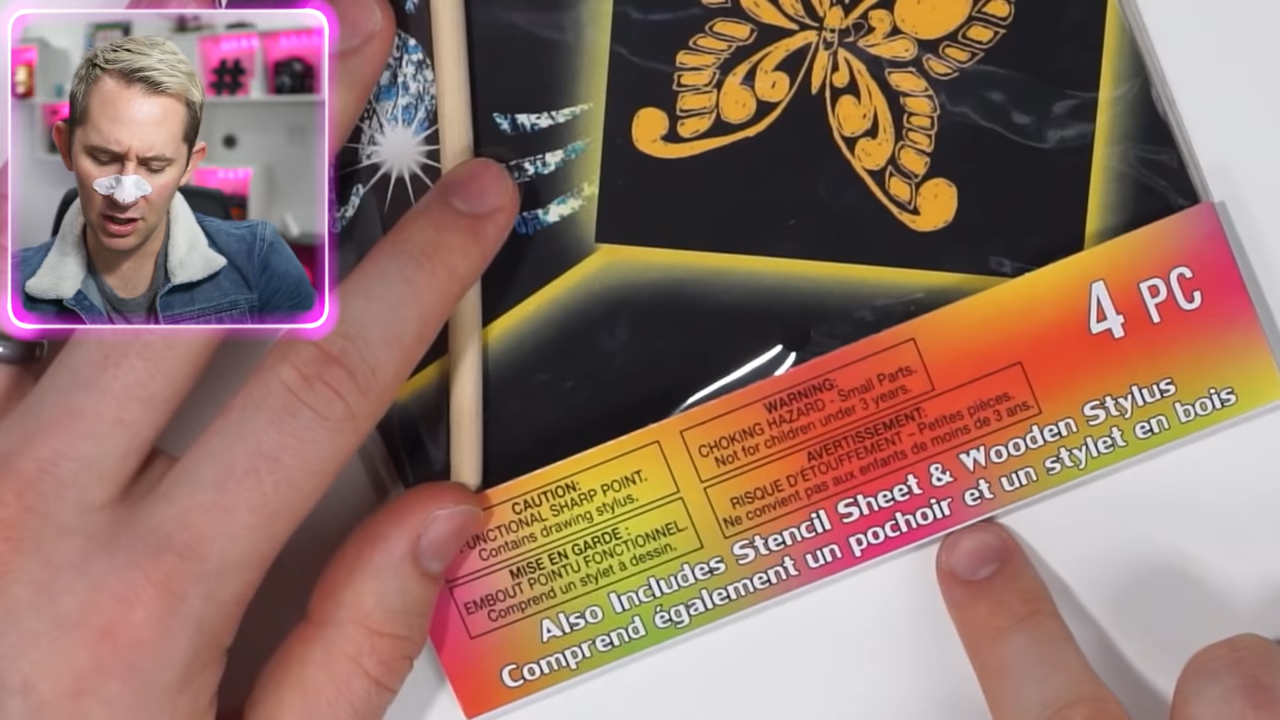 4 PC
WARNING:
CHOKING HAZARD - Small Parts.
Not for children under 3 years.
AVERTISSEMENT:
RISQUE D'ÉTOUFFEMENT – Petites pièces.
Ne convient pas aux enfants de moins de 3 ans.
CAUTION:
FUNCTIONAL SHARP POINT.
Contains drawing stylus.
MISE EN GARDE :
EMBOUT POINTU FONCTIONNEL.
Comprend un stylet à dessin.
Also Includes Stencil Sheet & Wooden Stylus
Comprend également un pochoir et un stylet en bois